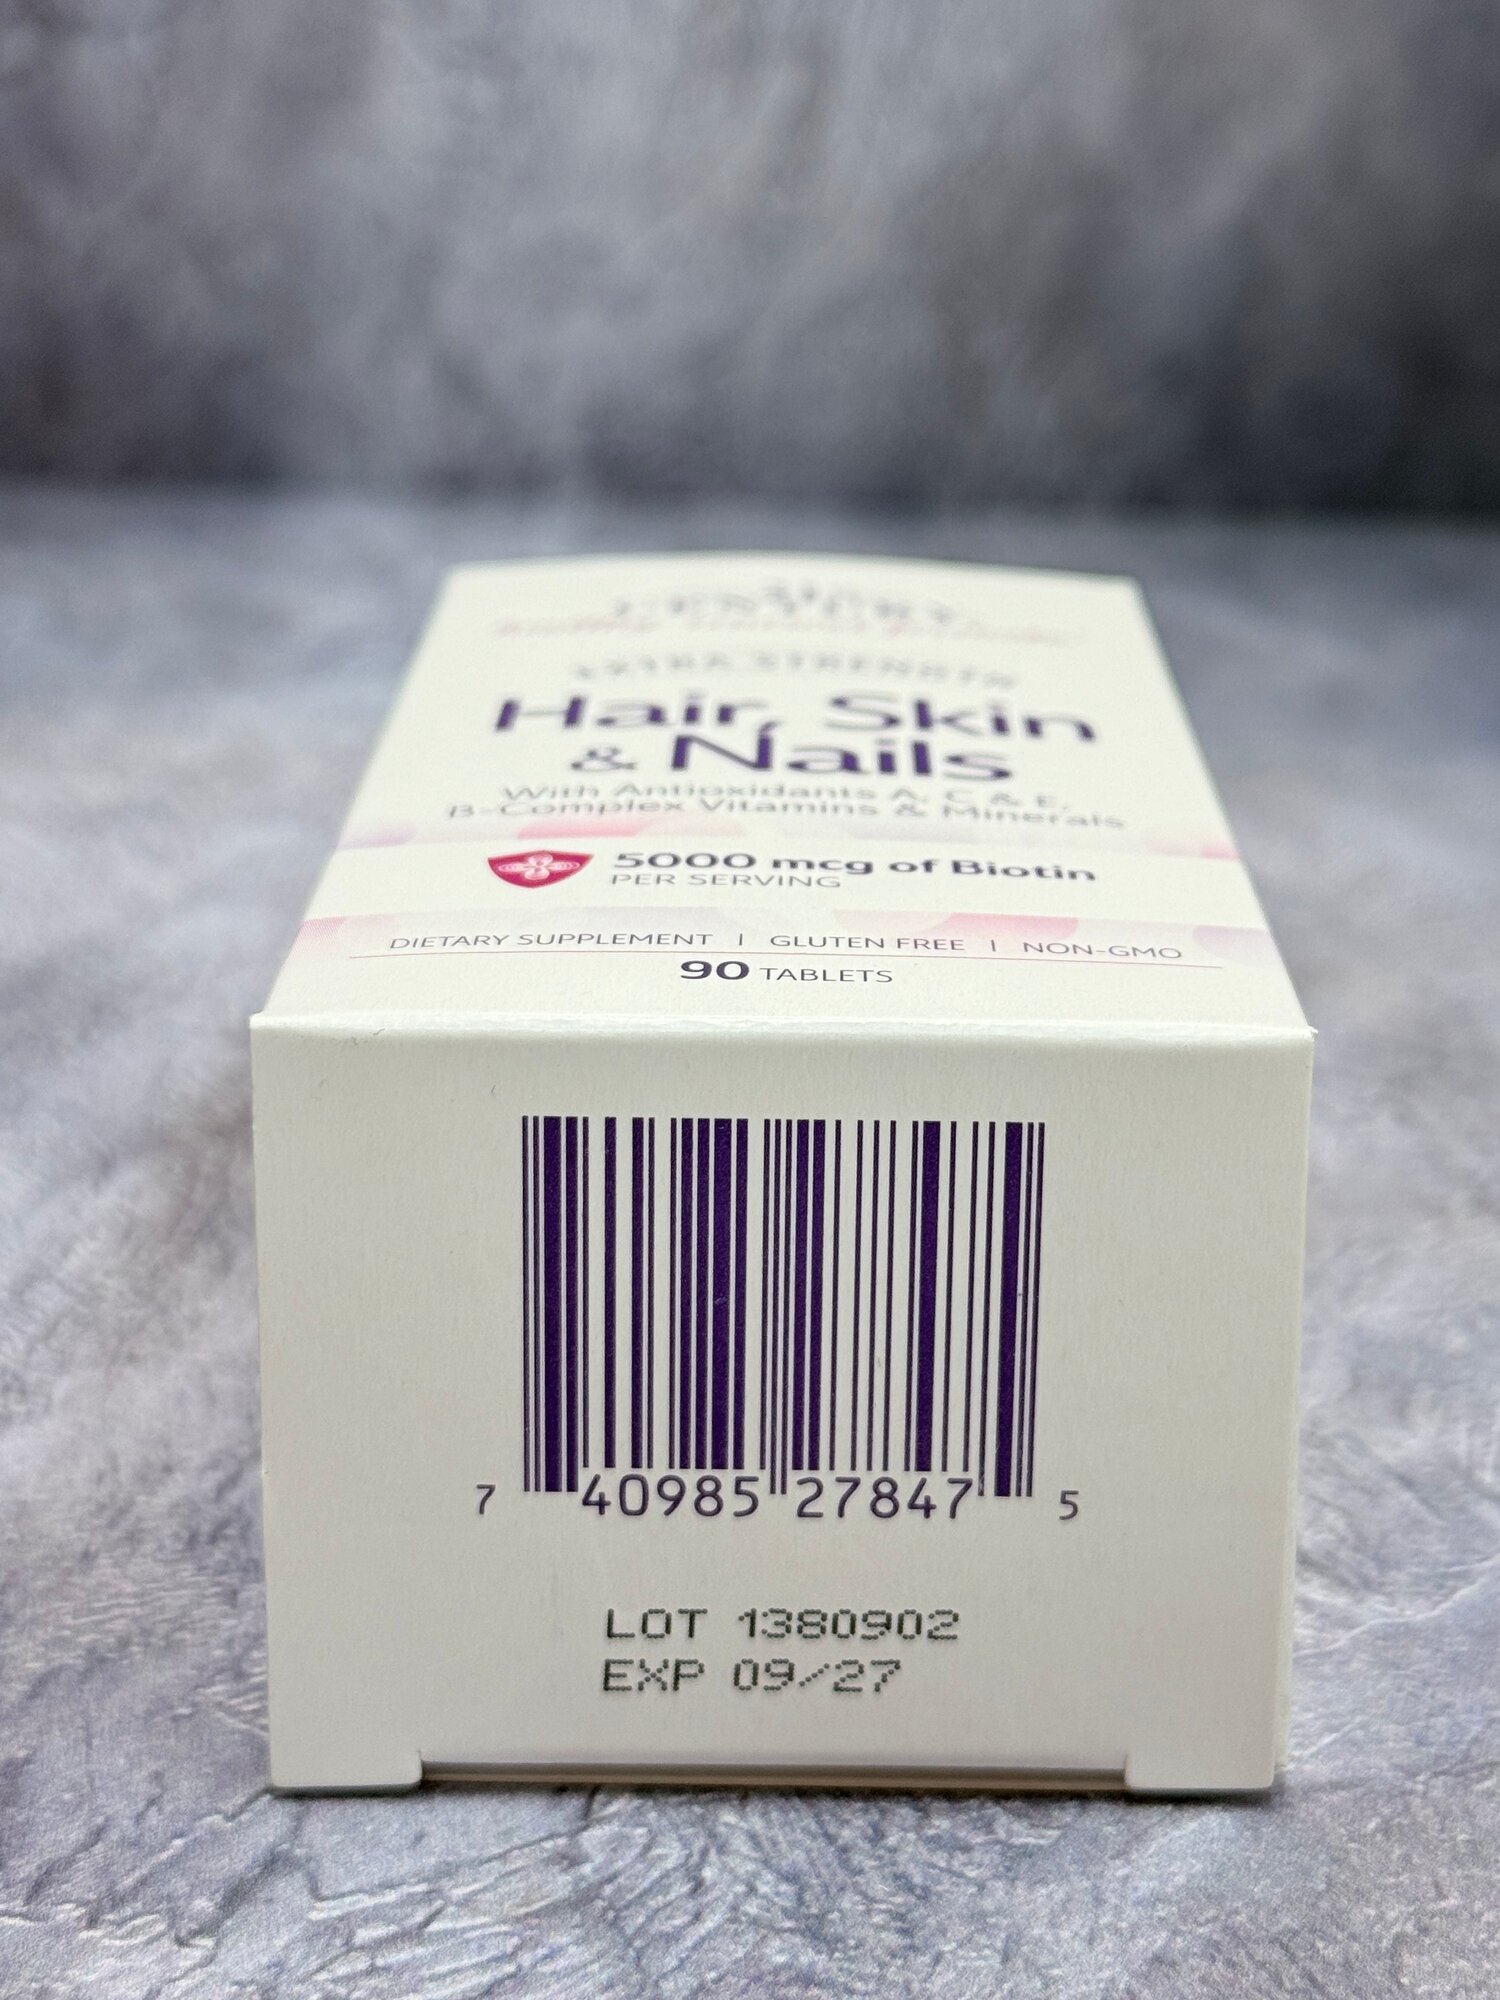 CENTURY
EXTRA STRENGTH
Hair, Skin
& Nails
With Antioxidants A, C & E,
B-Complex Vitamins & Minerals
5000 mcg of Biotin
PER SERVING
DIETARY SUPPLEMENT | GLUTEN FREE | NON-GMO
90 TABLETS
7 40985 27847 5
LOT 1380902
EXP 09/27